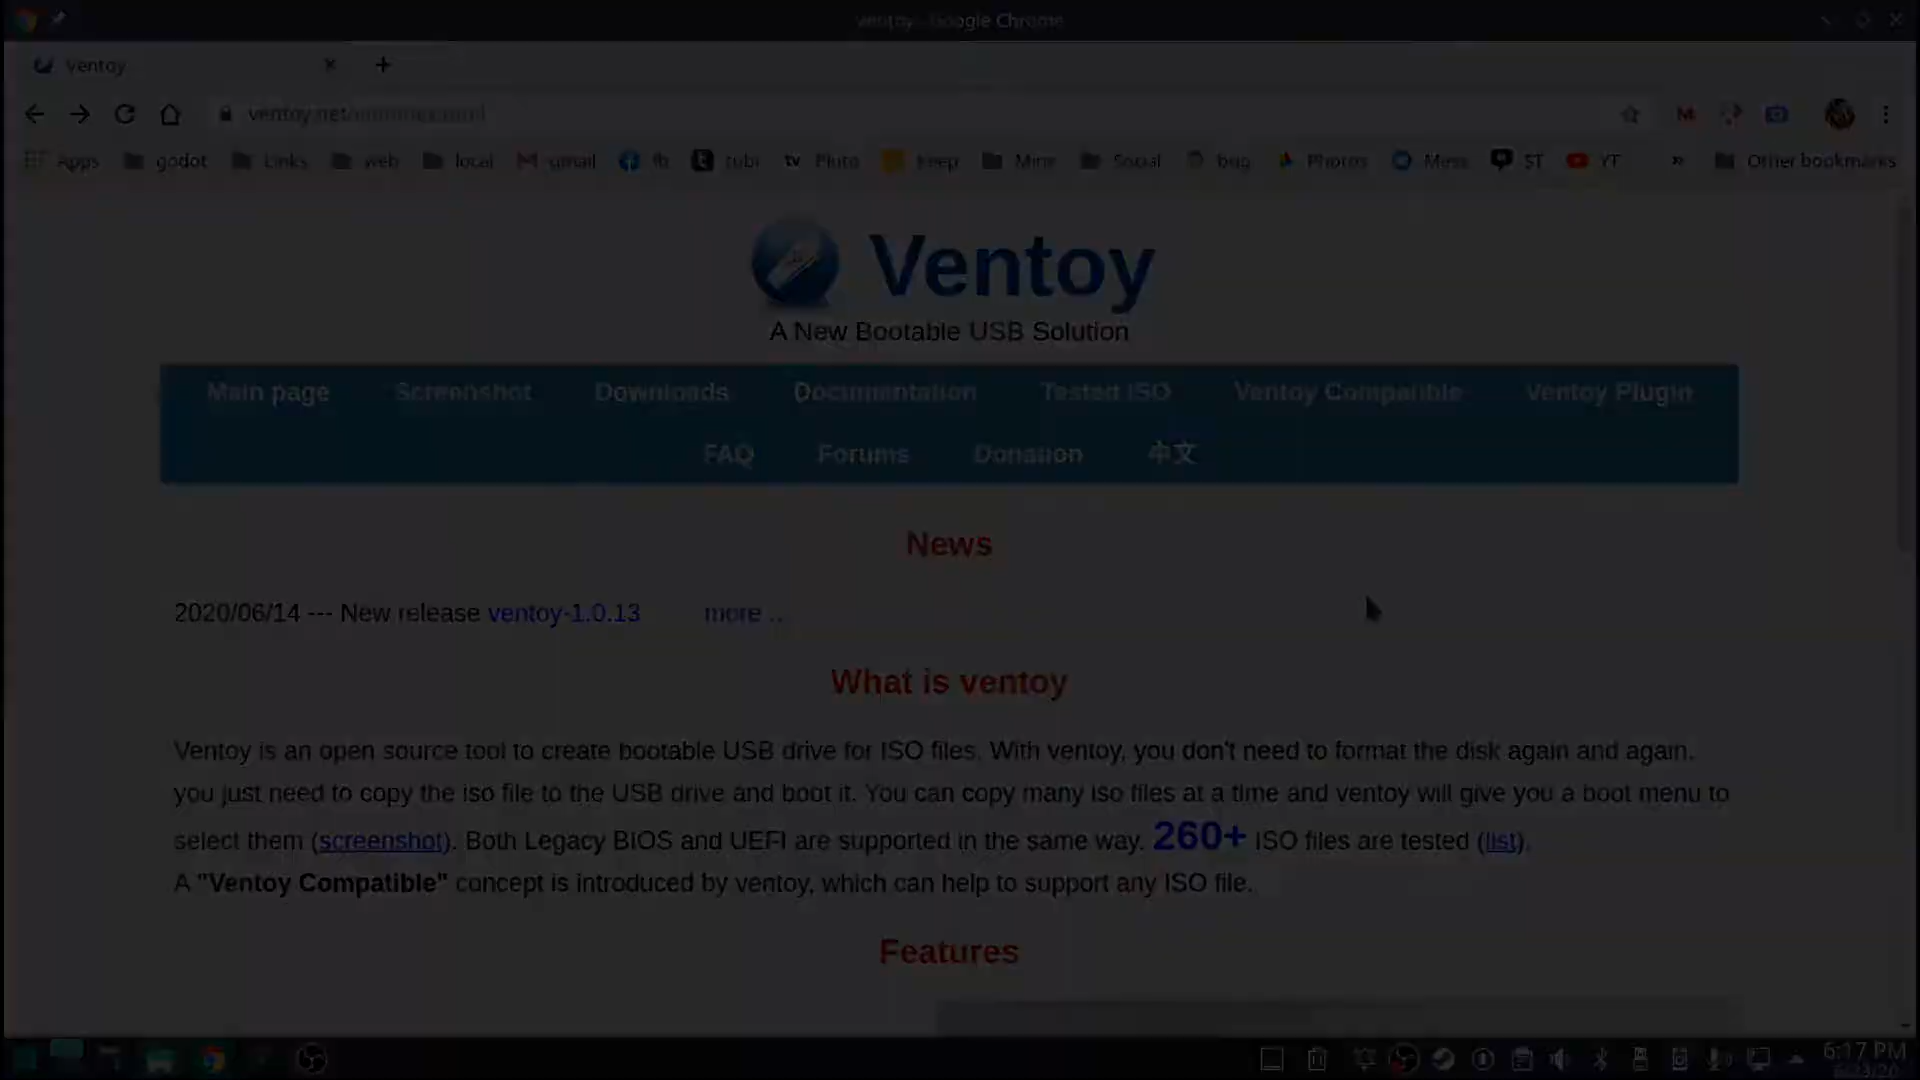 ventoy - Google Chrome
Ventoy
ventoy.net/
Apps godot Links web local gmail fb tubi tv Pluto keep Mine Social bug Photos Mess ST YT » Other bookmarks
Ventoy
A New Bootable USB Solution
Main page Screenshot Downloads Documentation Tested ISO Ventoy Compatible Ventoy Plugin
FAQ Forums Donation 中文
News
2020/06/14 --- New release ventoy-1.0.13 more ...
What is ventoy
Ventoy is an open source tool to create bootable USB drive for ISO files. With ventoy, you don't need to format the disk again and again.
you just need to copy the iso file to the USB drive and boot it. You can copy many iso files at a time and ventoy will give you a boot menu to
select them (screenshot). Both Legacy BIOS and UEFI are supported in the same way. 260+ ISO files are tested (list).
A "Ventoy Compatible" concept is introduced by ventoy, which can help to support any ISO file.
Features
6:17 PM